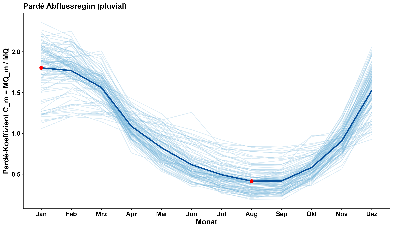 Pardé Abflussregim (pluvial)
Pardé-Koeffizient C_m = MQ_m / MQ
2.0
1.5
1.0
0.5
Jan Feb Mrz Apr Mai Jun Jul Aug Sep Okt Nov Dez
Monat